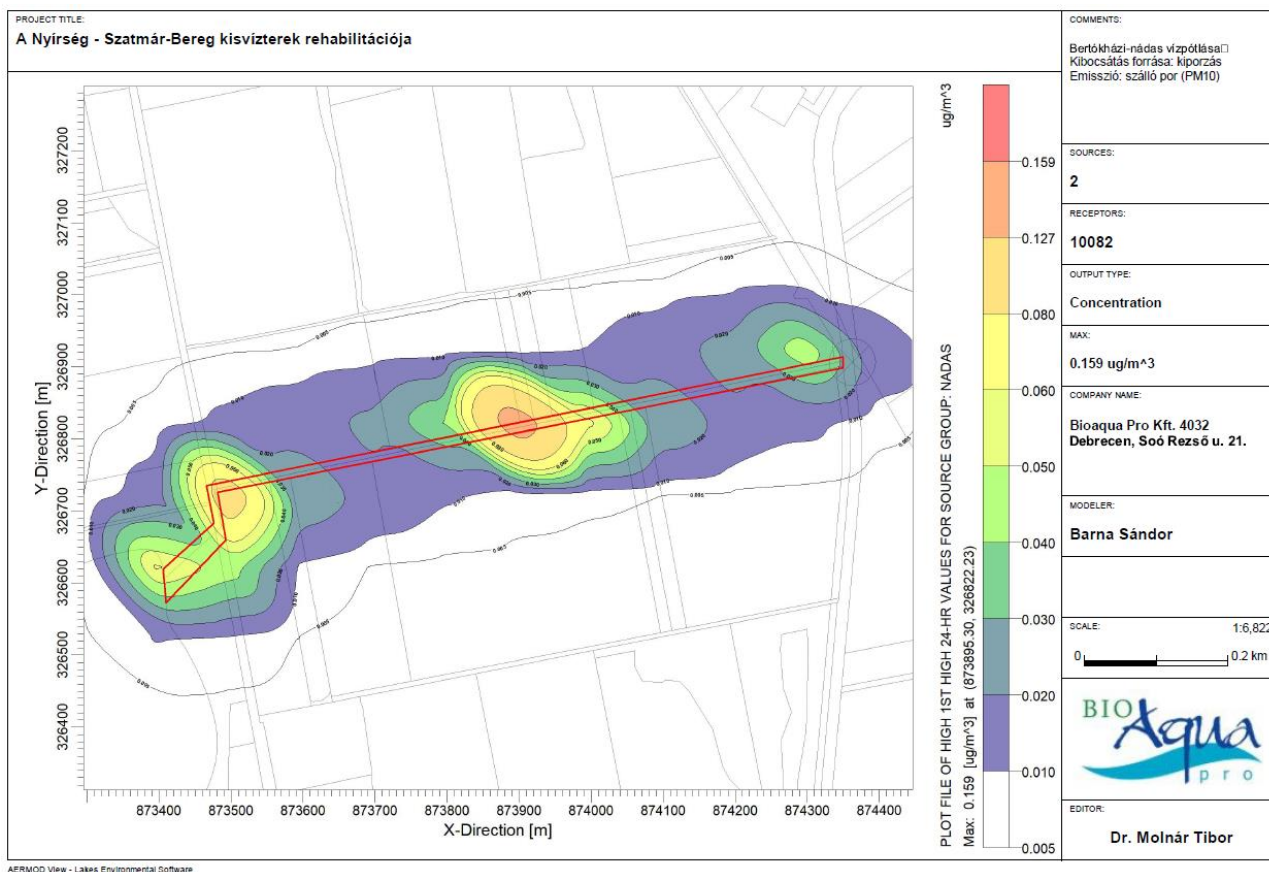 PROJECT TITLE:
A Nyírség - Szatmár-Bereg kisvízterek rehabilitációja
COMMENTS:
Bertókházi-nádas vízpótlása□
Kibocsátás forrása: kiporzás
Emisszió: szálló por (PM10)
SOURCES:
2
RECEPTORS:
10082
OUTPUT TYPE:
Concentration
MAX:
0.159 ug/m^3
COMPANY NAME:
Bioaqua Pro Kft. 4032
Debrecen, Soó Rezső u. 21.
MODELER:
Barna Sándor
SCALE:
1:6,822
0 0.2 km
BIO Aqua pro
EDITOR:
Dr. Molnár Tibor
Y-Direction [m]
327200
327100
327000
326900
326800
326700
326600
326500
326400
873400 873500 873600 873700 873800 873900 874000 874100 874200 874300 874400
X-Direction [m]
PLOT FILE OF HIGH 1ST HIGH 24-HR VALUES FOR SOURCE GROUP: NADAS
Max: 0.159 [ug/m^3] at (873895.30, 326822.23)
ug/m^3
0.159
0.127
0.080
0.060
0.050
0.040
0.030
0.020
0.010
0.005
AERMOD View - Lakes Environmental Software